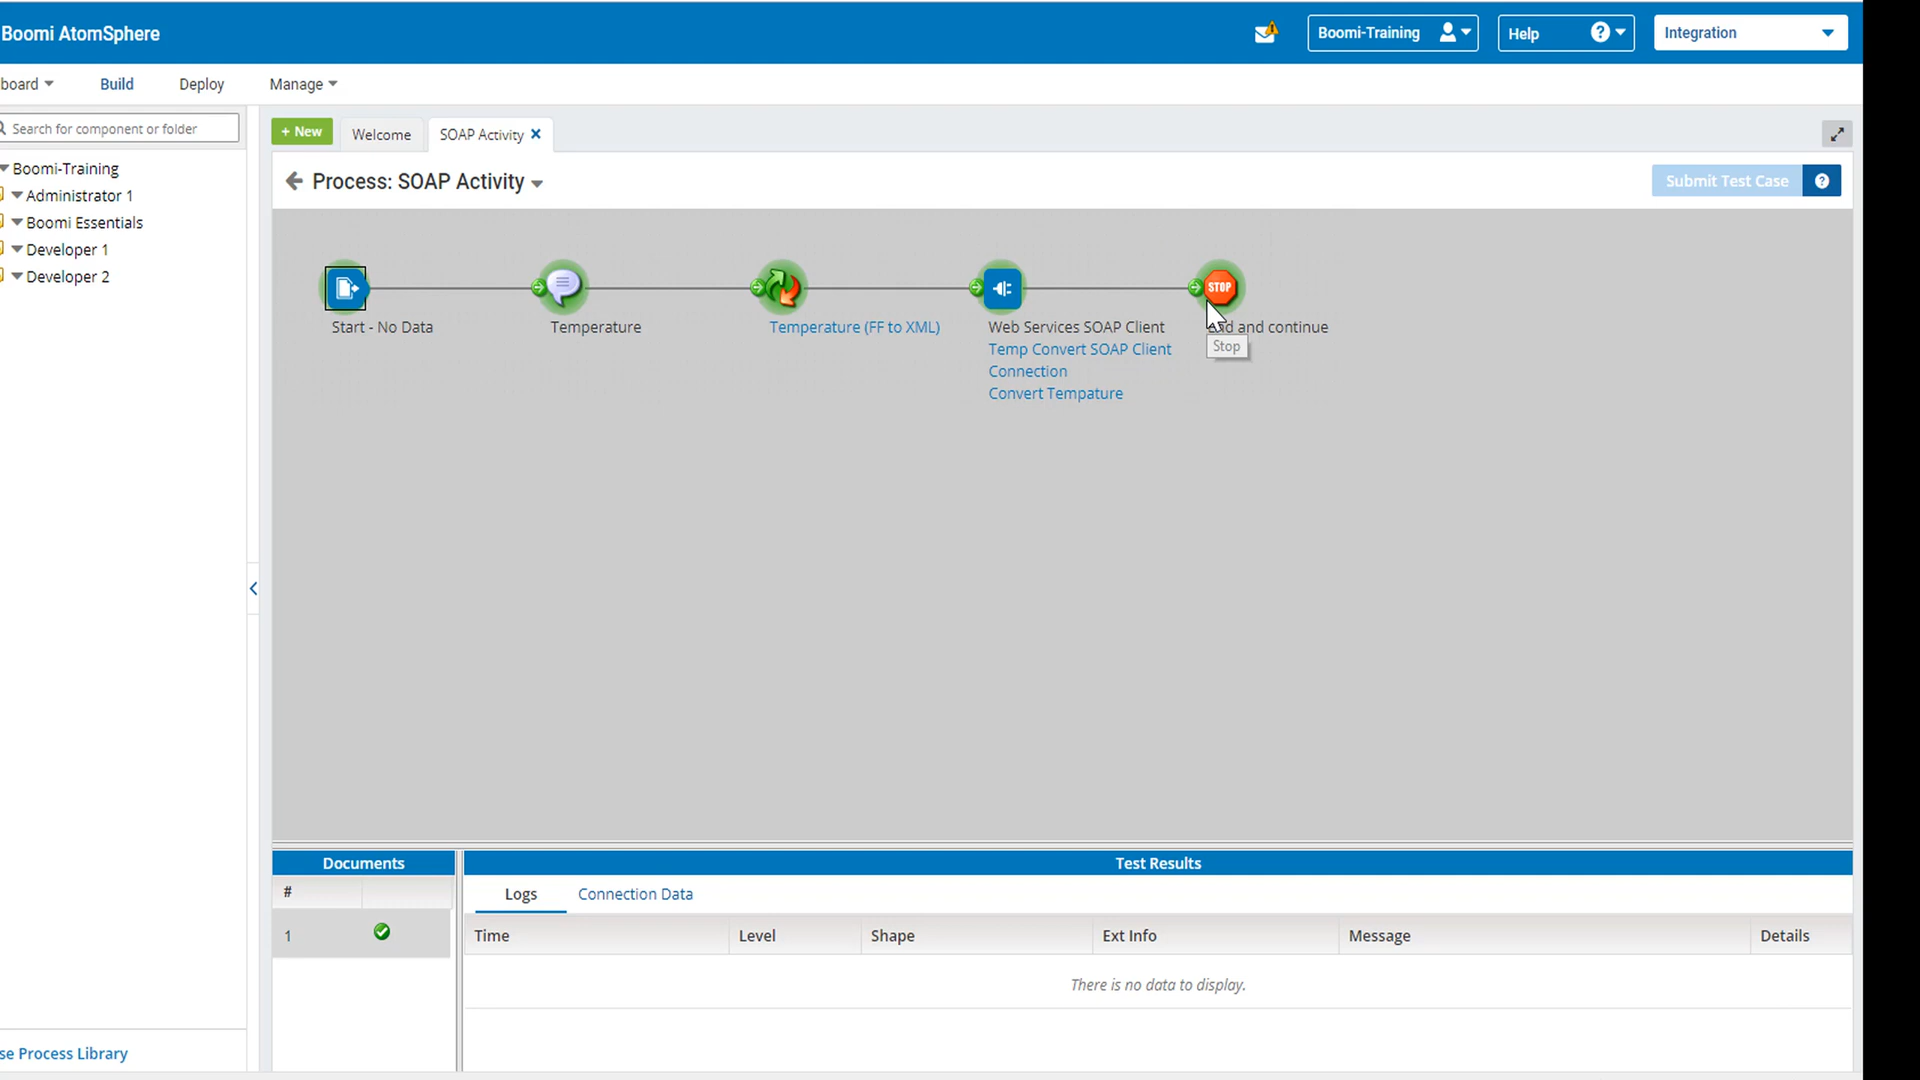 Boomi AtomSphere
Boomi-Training
Help
Integration
board
Build
Deploy
Manage
Search for component or folder
+ New
Welcome
SOAP Activity
Boomi-Training
Administrator 1
Boomi Essentials
Developer 1
Developer 2
Process: SOAP Activity
Submit Test Case
STOP
Start - No Data
Temperature
Temperature (FF to XML)
Web Services SOAP Client
Temp Convert SOAP Client
Connection
Convert Tempature
and continue
Stop
Documents
#
1
Test Results
Logs
Connection Data
Time
Level
Shape
Ext Info
Message
Details
There is no data to display.
se Process Library